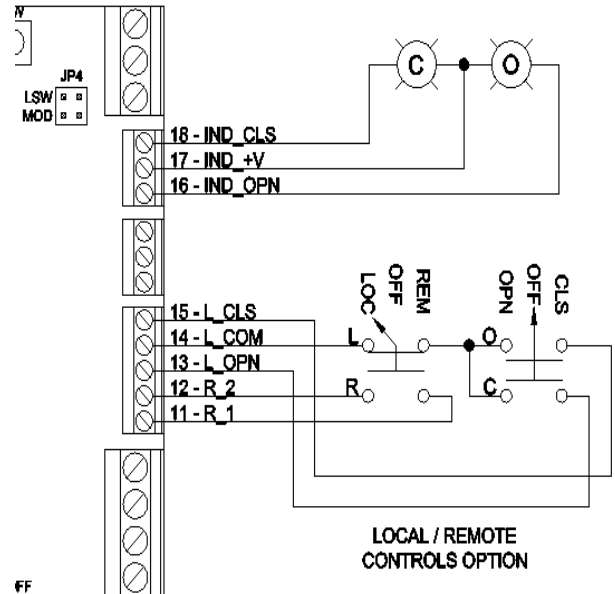 JP4
LSW
MOD
C
O
18 - IND_CLS
17 - IND_+V
16 - IND_OPN
15 - L_CLS
14 - L_COM
13 - L_OPN
12 - R_2
11 - R_1
LOC
OFF
REM
OPN
OFF
CLS
L
R
O
C
LOCAL / REMOTE
CONTROLS OPTION